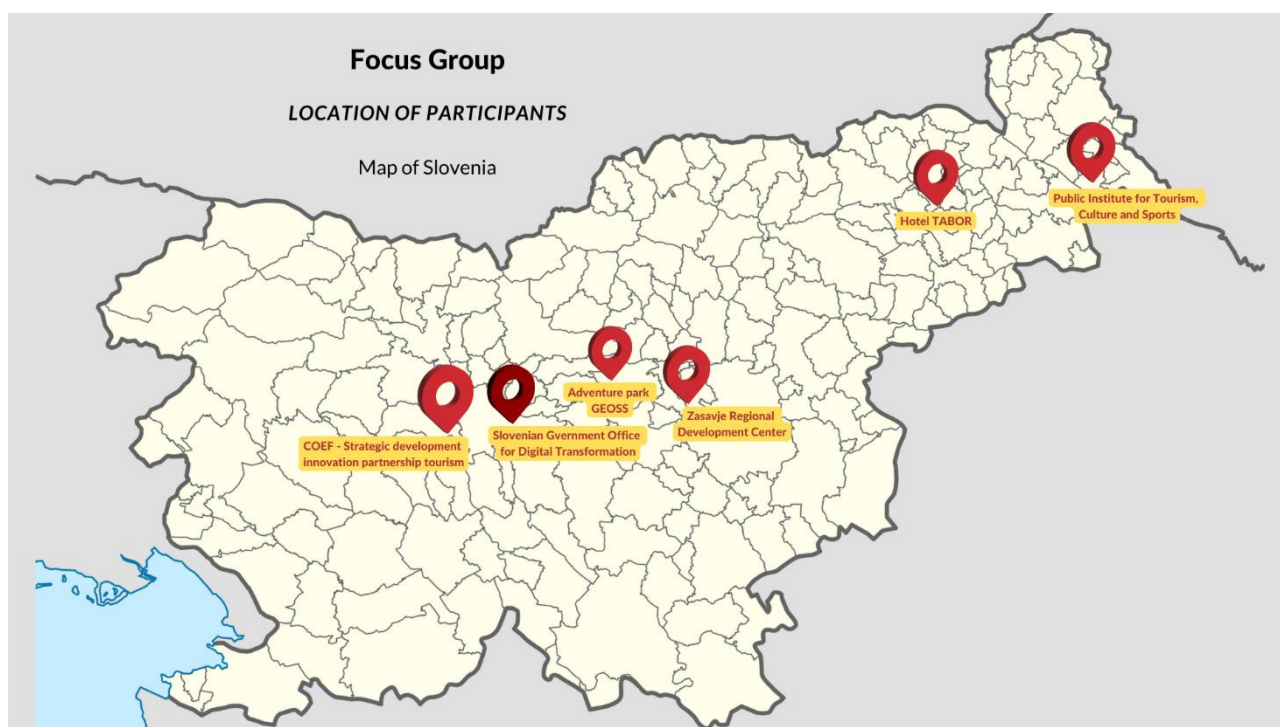 Focus Group
LOCATION OF PARTICIPANTS
Map of Slovenia
Public Institute for Tourism,
Culture and Sports
Hotel TABOR
Adventure park
GEOSS
Zasavje Regional
Development Center
COEF - Strategic development
innovation partnership tourism
Slovenian Gvernment Office
for Digital Transformation